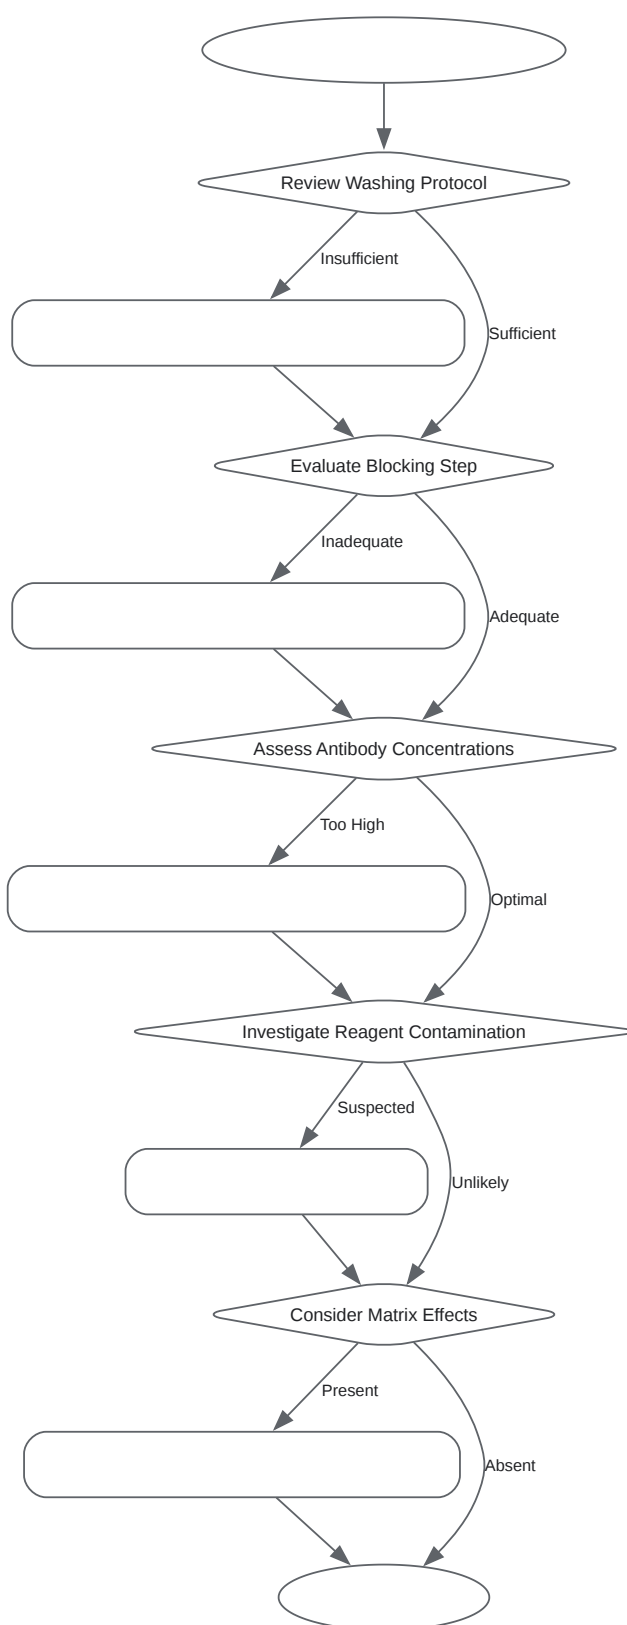 Review Washing Protocol
Insufficient
Sufficient
Evaluate Blocking Step
Inadequate
Adequate
Assess Antibody Concentrations
Too High
Optimal
Investigate Reagent Contamination
Suspected
Unlikely
Consider Matrix Effects
Present
Absent